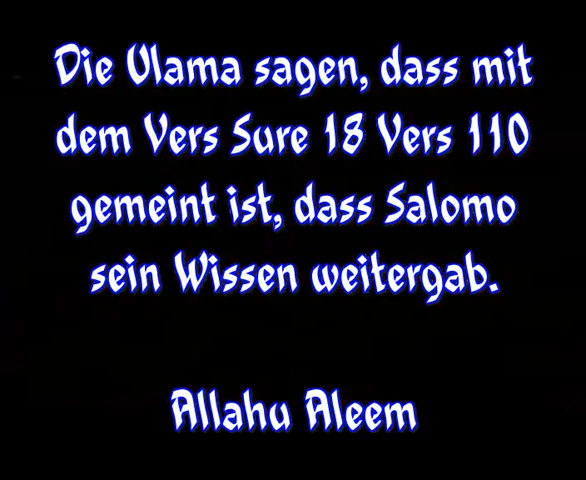 Die Ulama sagen, dass mit
dem Vers Sure 18 Vers 110
gemeint ist, dass Salomo
sein Wissen weitergab.
Allahu Aleem